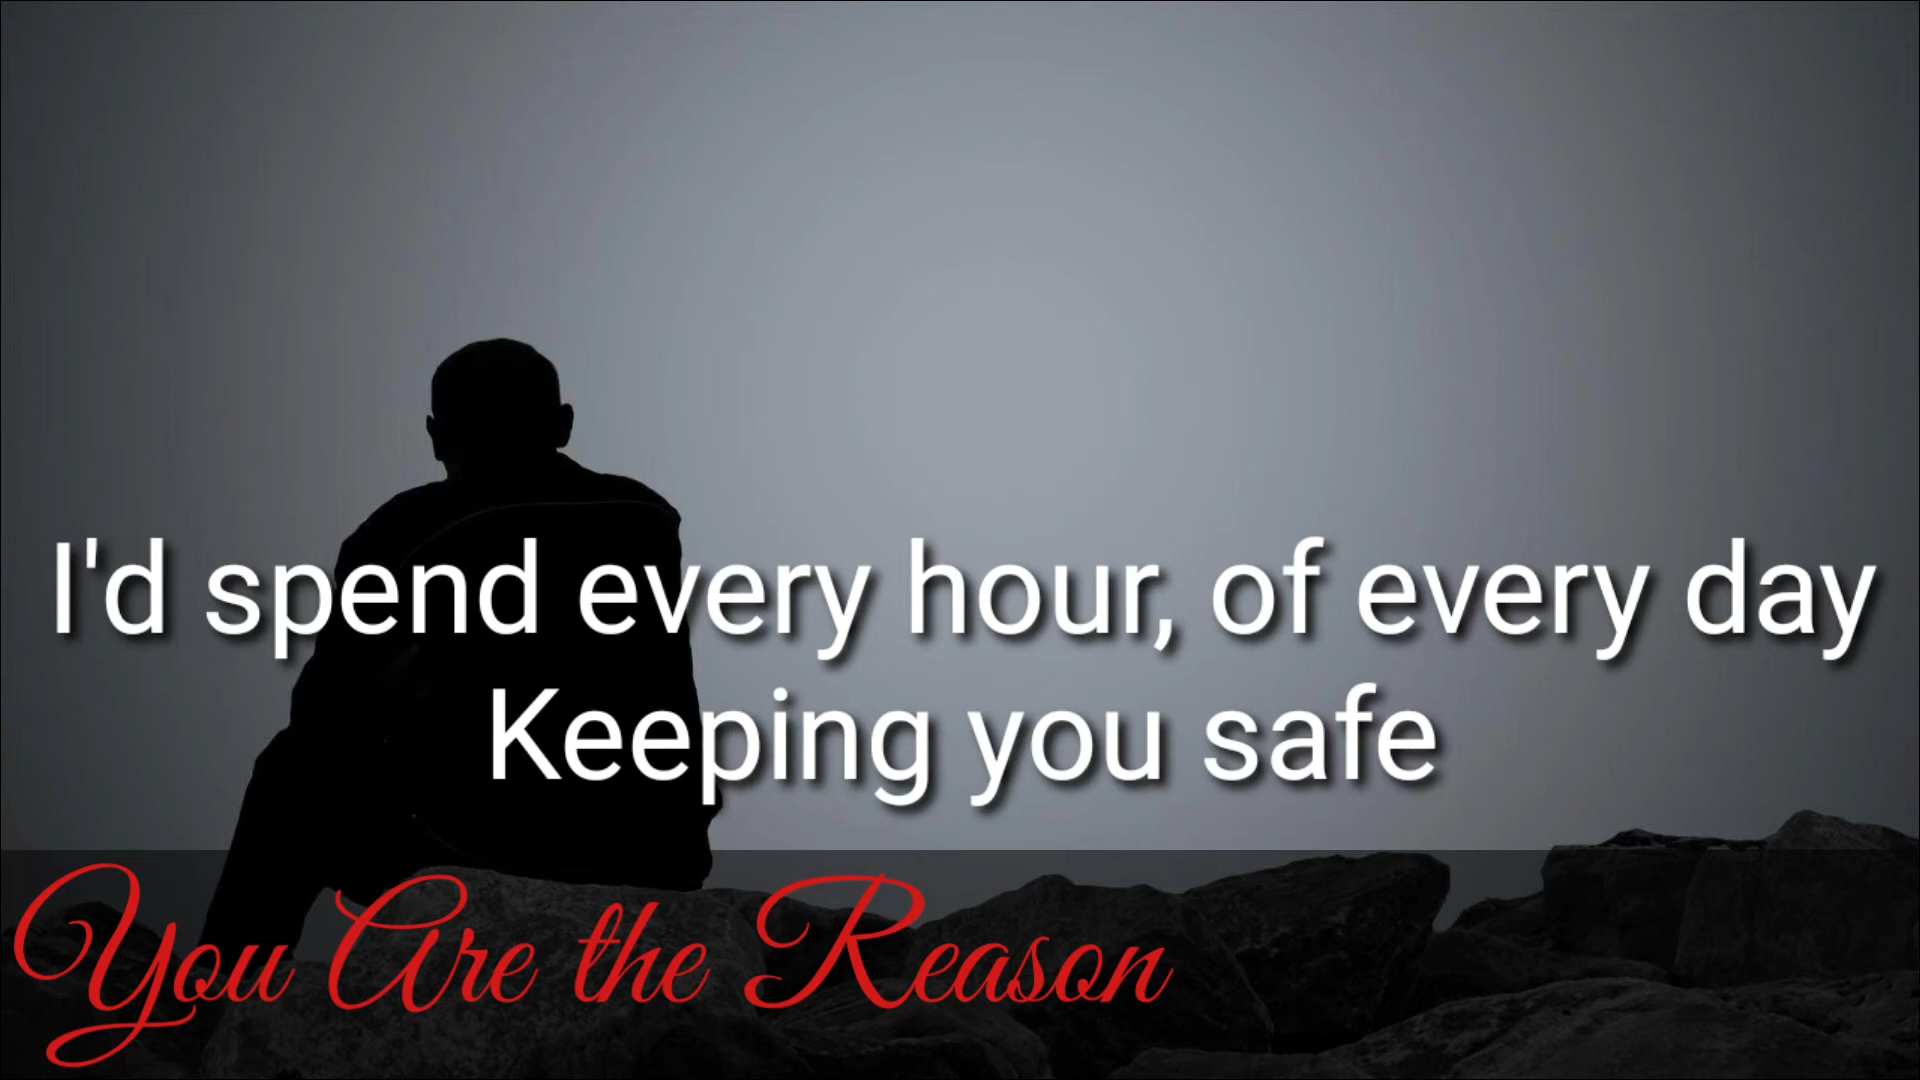 I'd spend every hour, of every day
Keeping you safe
You Are the Reason